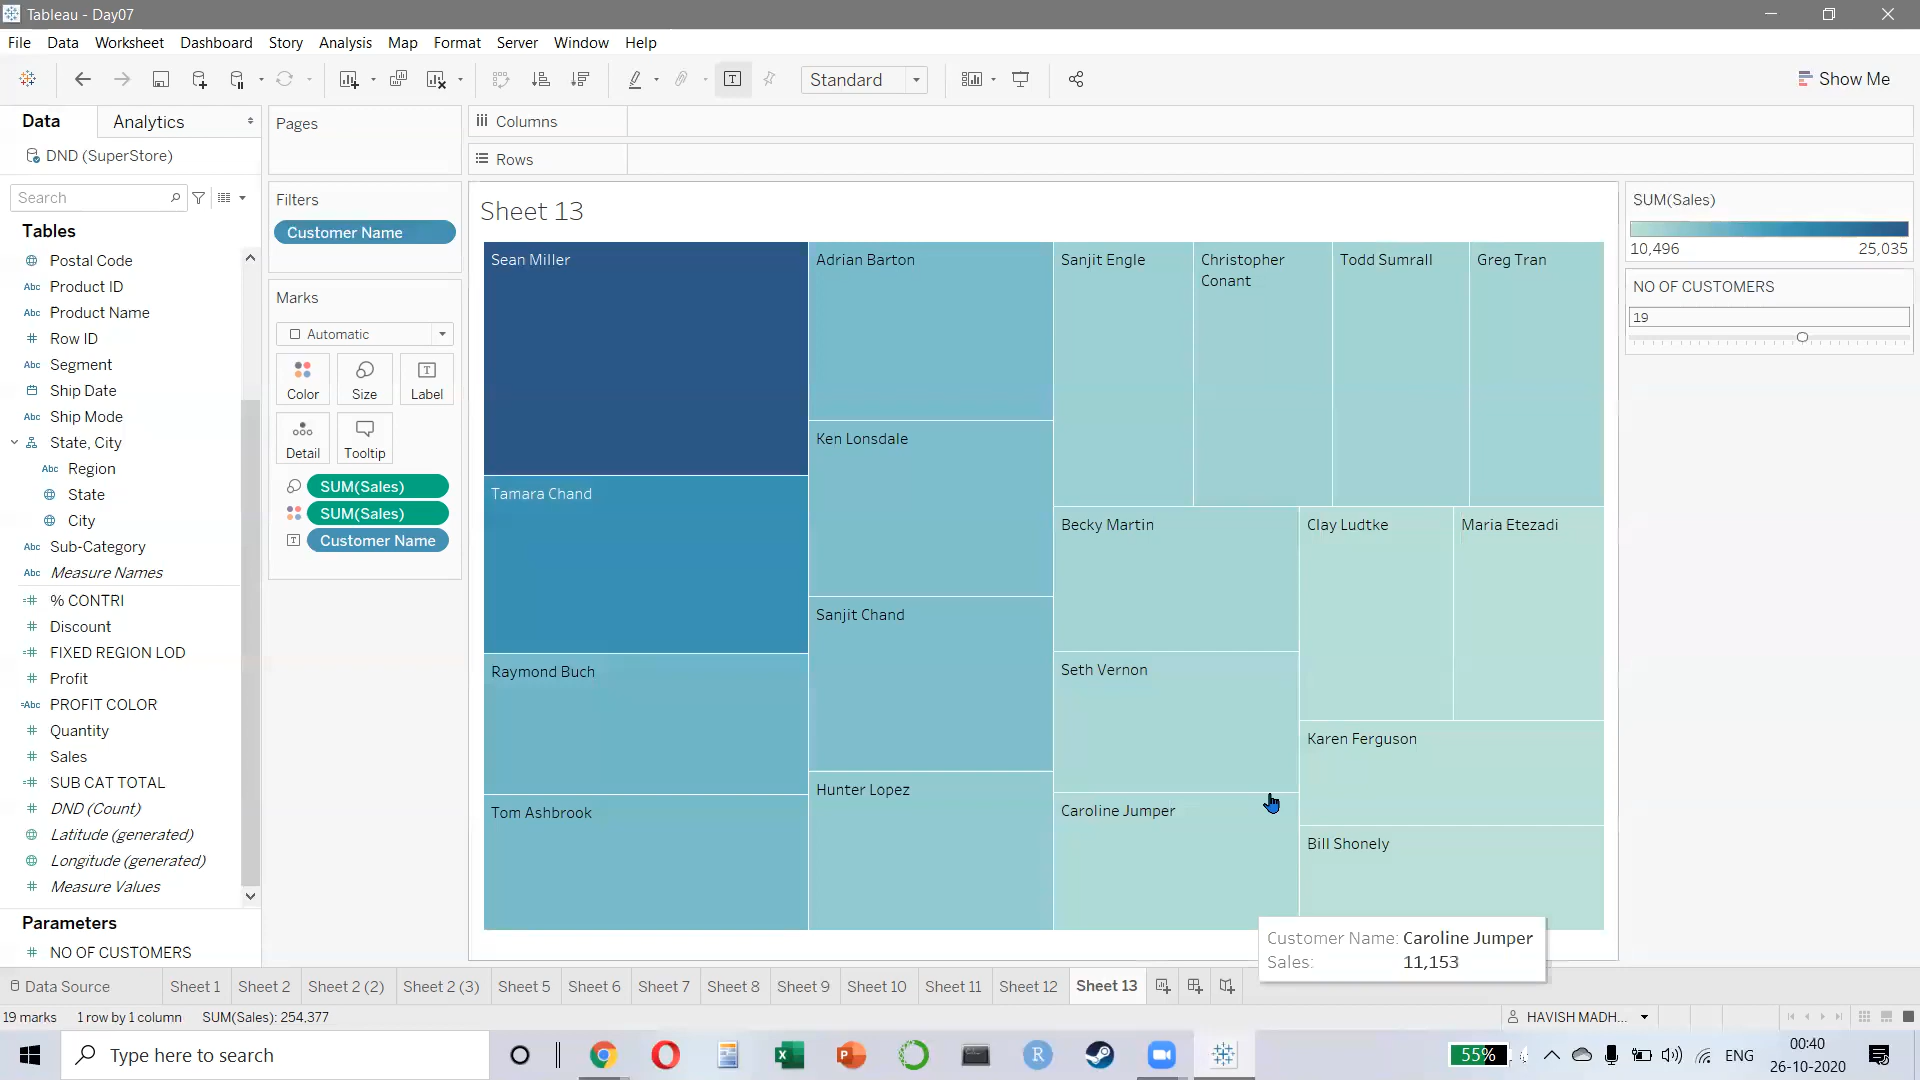 Tableau - Day07
File Data Worksheet Dashboard Story Analysis Map Format Server Window Help
Standard
Show Me
Data Analytics
DND (SuperStore)
Search
Tables
Postal Code
Abc Product ID
Abc Product Name
# Row ID
Abc Segment
Ship Date
Abc Ship Mode
State, City
Abc Region
State
City
Abc Sub-Category
Abc Measure Names
=# % CONTRI
# Discount
=# FIXED REGION LOD
# Profit
=Abc PROFIT COLOR
# Quantity
# Sales
=# SUB CAT TOTAL
# DND (Count)
Latitude (generated)
Longitude (generated)
# Measure Values
Parameters
# NO OF CUSTOMERS
Pages
Filters
Customer Name
Marks
Automatic
Color Size Label
Detail Tooltip
SUM(Sales)
SUM(Sales)
Customer Name
Columns
Rows
Sheet 13
Sean Miller
Tamara Chand
Raymond Buch
Tom Ashbrook
Adrian Barton
Ken Lonsdale
Sanjit Chand
Hunter Lopez
Sanjit Engle
Christopher
Conant
Todd Sumrall
Greg Tran
Becky Martin
Seth Vernon
Caroline Jumper
Clay Ludtke
Maria Etezadi
Karen Ferguson
Bill Shonely
Customer Name: Caroline Jumper
Sales: 11,153
SUM(Sales)
10,496 25,035
NO OF CUSTOMERS
19
Data Source Sheet 1 Sheet 2 Sheet 2 (2) Sheet 2 (3) Sheet 5 Sheet 6 Sheet 7 Sheet 8 Sheet 9 Sheet 10 Sheet 11 Sheet 12 Sheet 13
19 marks 1 row by 1 column SUM(Sales): 254,377
HAVISH MADH...
Type here to search
55%
ENG
00:40
26-10-2020